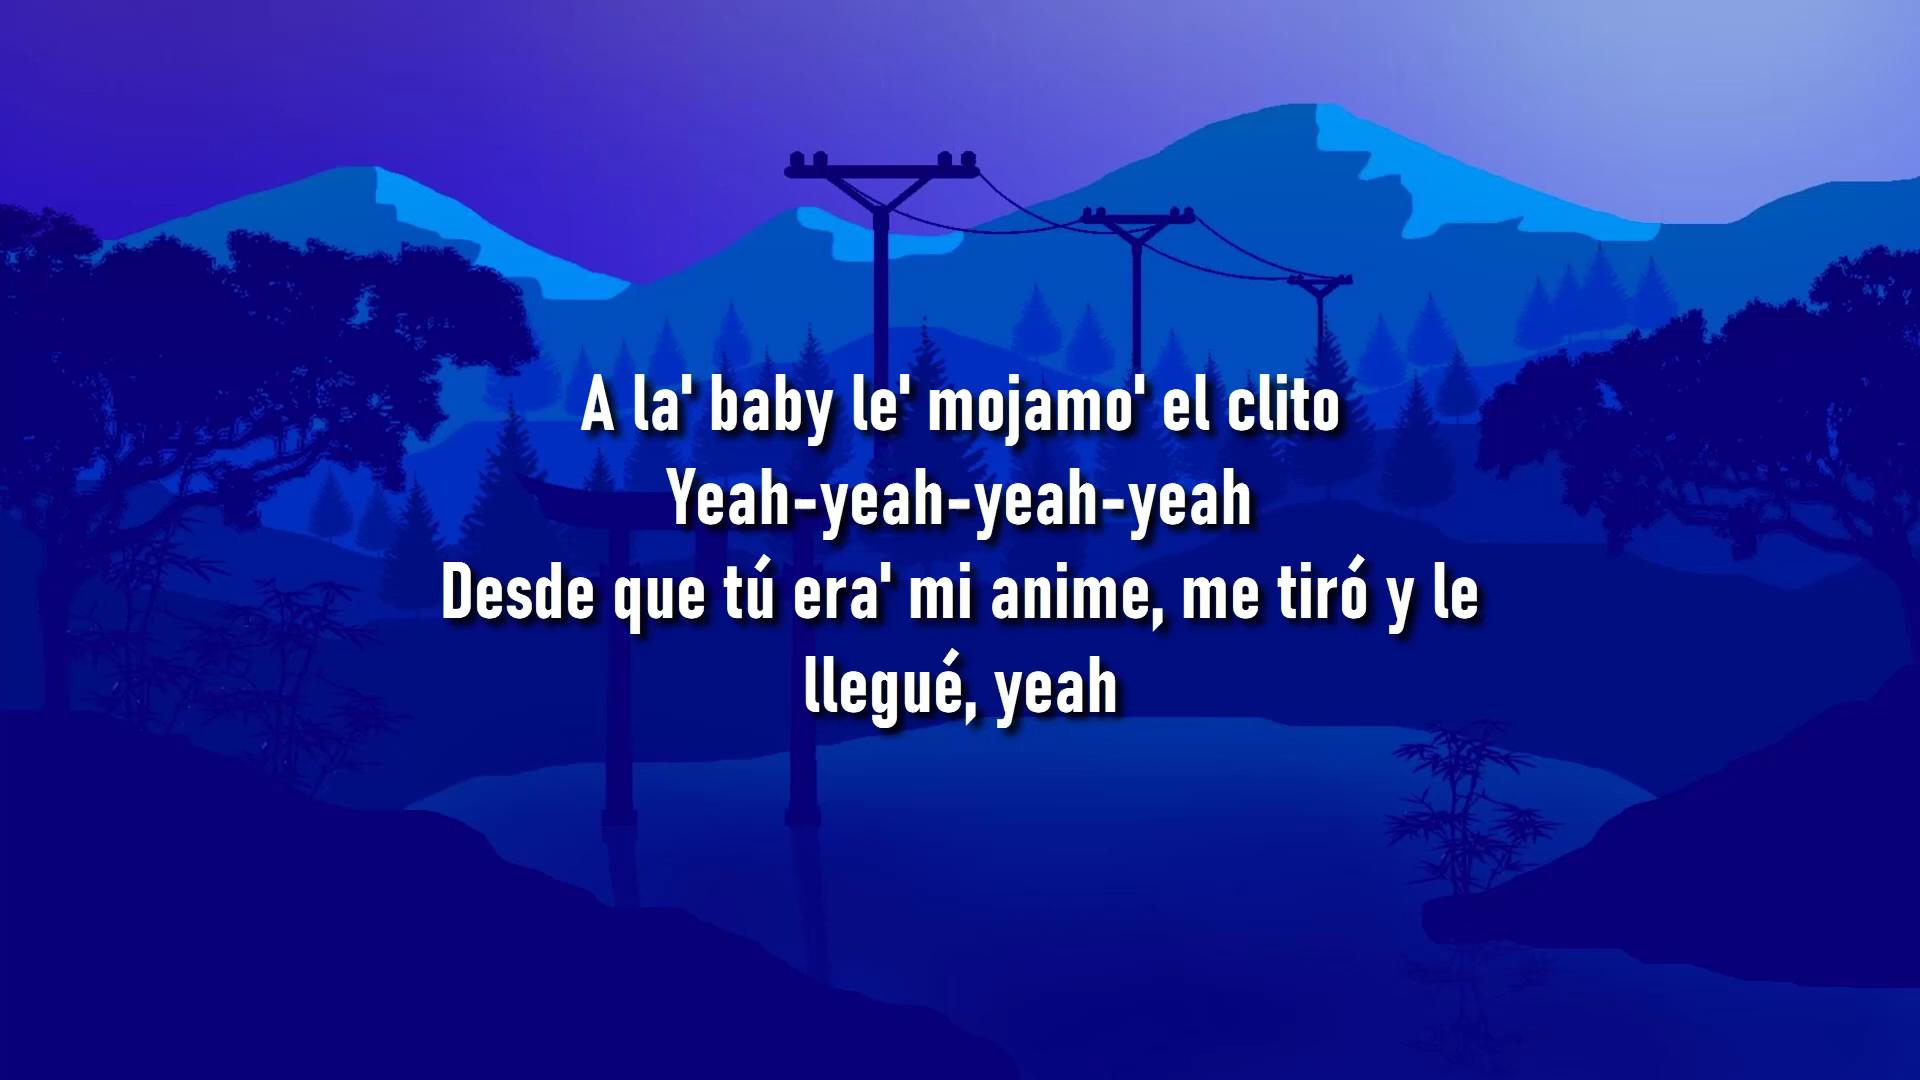 A la' baby le' mojamo' el clito
Yeah-yeah-yeah-yeah
Desde que tú era' mi anime, me tiró y le
llegué, yeah